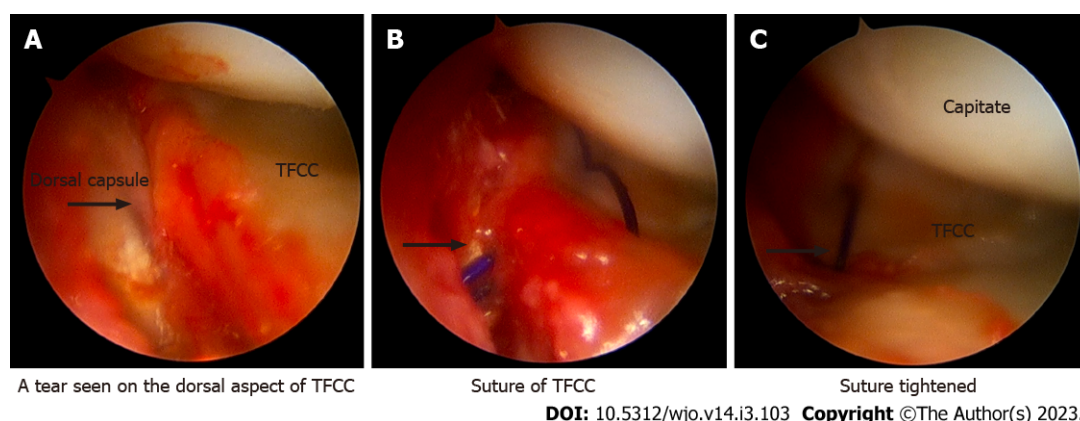 A
B
C
Capitate
TFCC
Dorsal capsule
TFCC
A tear seen on the dorsal aspect of TFCC
Suture of TFCC
Suture tightened
DOI: 10.5312/wjo.v14.i3.103 Copyright ©The Author(s) 2023.